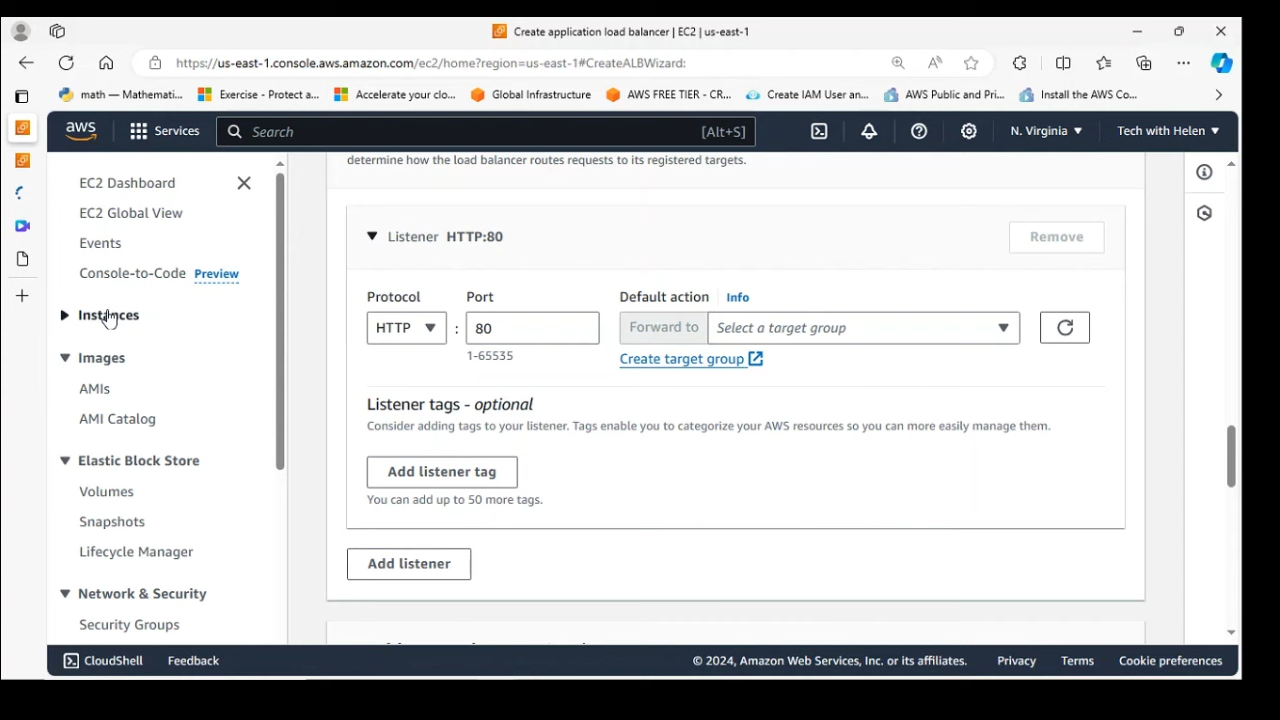 Create application load balancer | EC2 | us-east-1
https://us-east-1.console.aws.amazon.com/ec2/home?region=us-east-1#CreateALBWizard:
math — Mathemati...
Exercise - Protect a...
Accelerate your clo...
Global Infrastructure
AWS FREE TIER - CR...
Create IAM User an...
AWS Public and Pri...
Install the AWS Co...
aws
Services
Search
[Alt+S]
N. Virginia
Tech with Helen
EC2 Dashboard
EC2 Global View
Events
Console-to-Code Preview
Instances
Images
AMIs
AMI Catalog
Elastic Block Store
Volumes
Snapshots
Lifecycle Manager
Network & Security
Security Groups
determine how the load balancer routes requests to its registered targets.
Listener HTTP:80
Remove
Protocol
Port
Default action
Info
HTTP
:
80
Forward to
Select a target group
1-65535
Create target group
Listener tags - optional
Consider adding tags to your listener. Tags enable you to categorize your AWS resources so you can more easily manage them.
Add listener tag
You can add up to 50 more tags.
Add listener
CloudShell
Feedback
© 2024, Amazon Web Services, Inc. or its affiliates.
Privacy
Terms
Cookie preferences